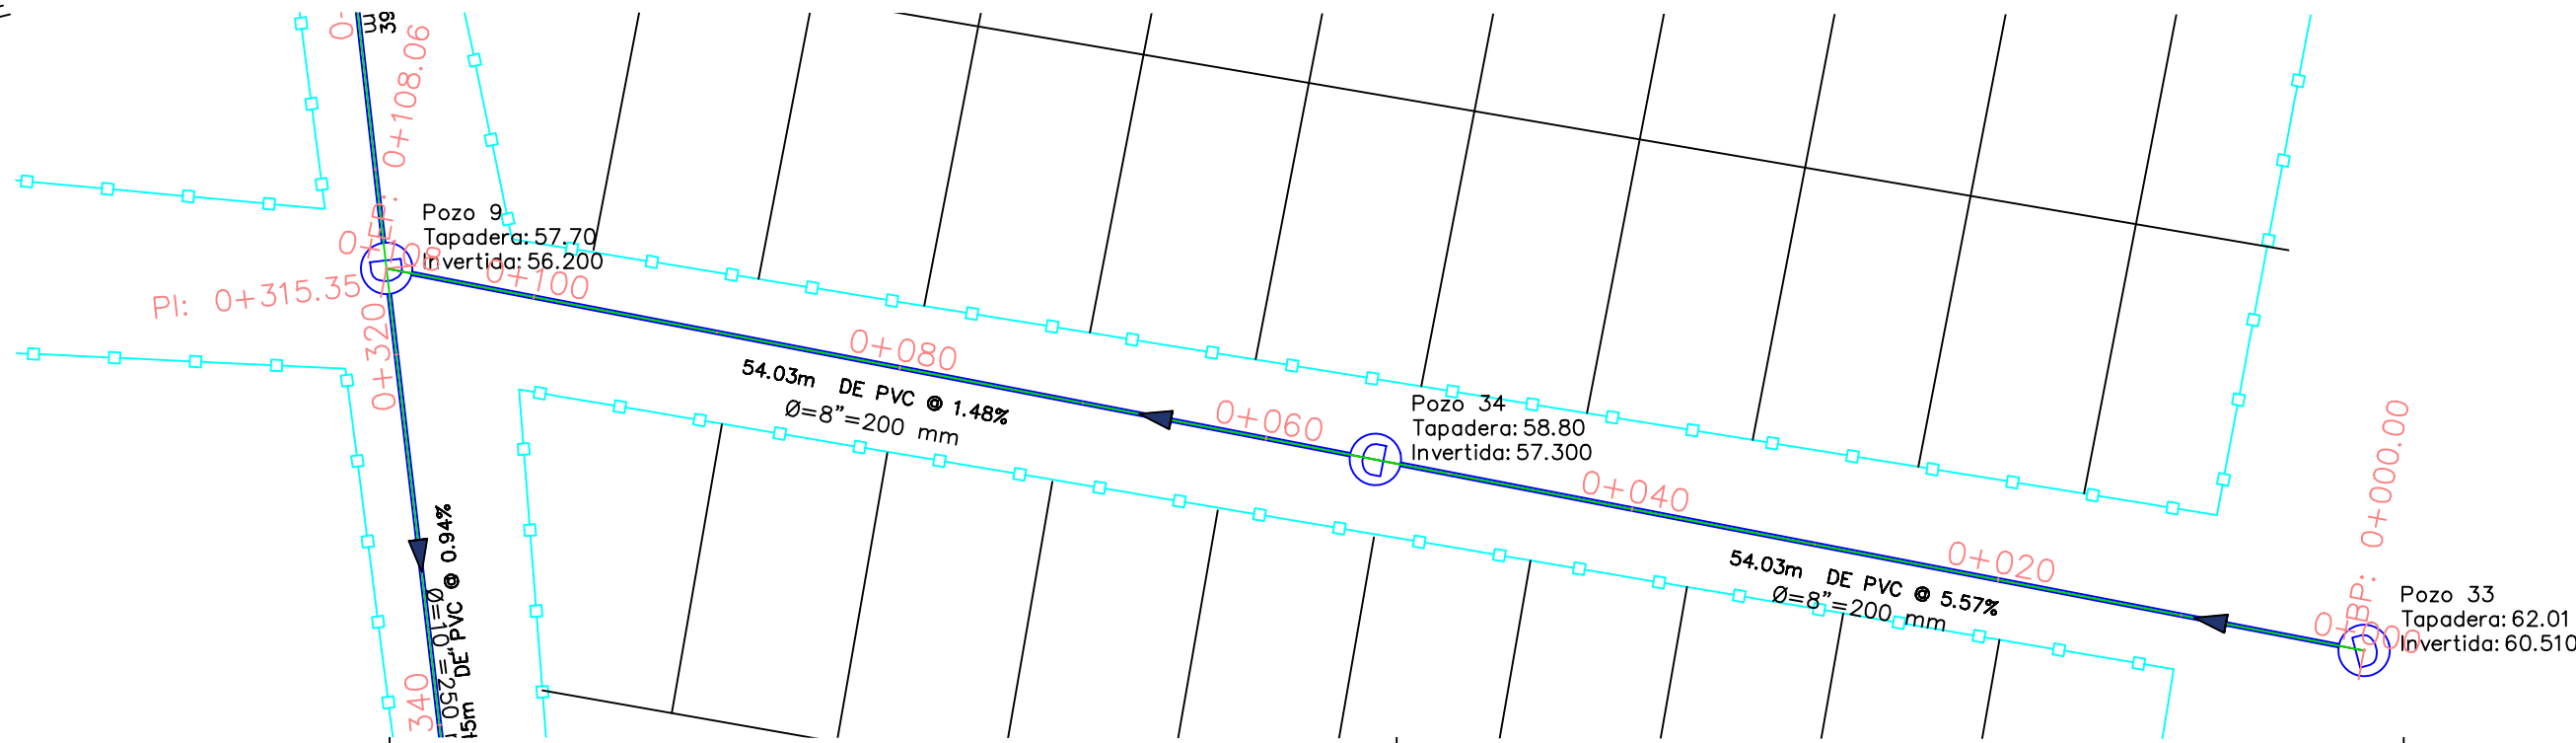 0+108.06
EP:
Pozo 9
Tapadera: 57.70
Invertida: 56.200
0+100
PI: 0+315.35
0+320
0+080
54.03m DE PVC @ 1.48%
Ø=8"=200 mm
0+060
Pozo 34
Tapadera: 58.80
Invertida: 57.300
0+040
0+020
54.03m DE PVC @ 5.57%
Ø=8"=200 mm
BP: 0+000.00
Pozo 33
Tapadera: 62.01
Invertida: 60.510
DE PVC @ 0.94%
Ø=10"=250
340
39